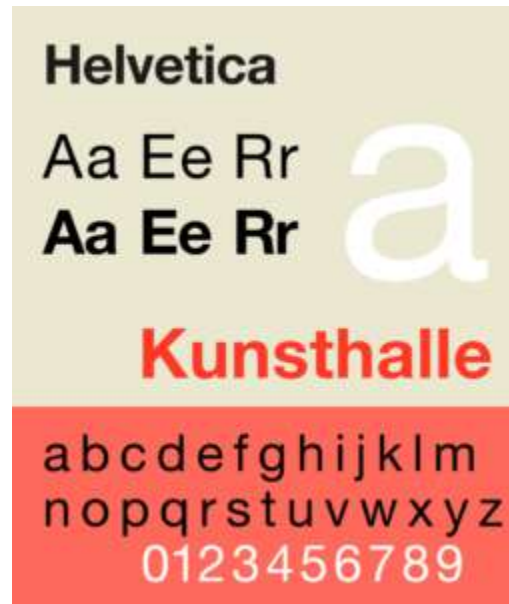 Helvetica
Aa Ee Rr
Aa Ee Rr
a
Kunsthalle
abcdefghijklm
nopqrstuvwxyz
0123456789